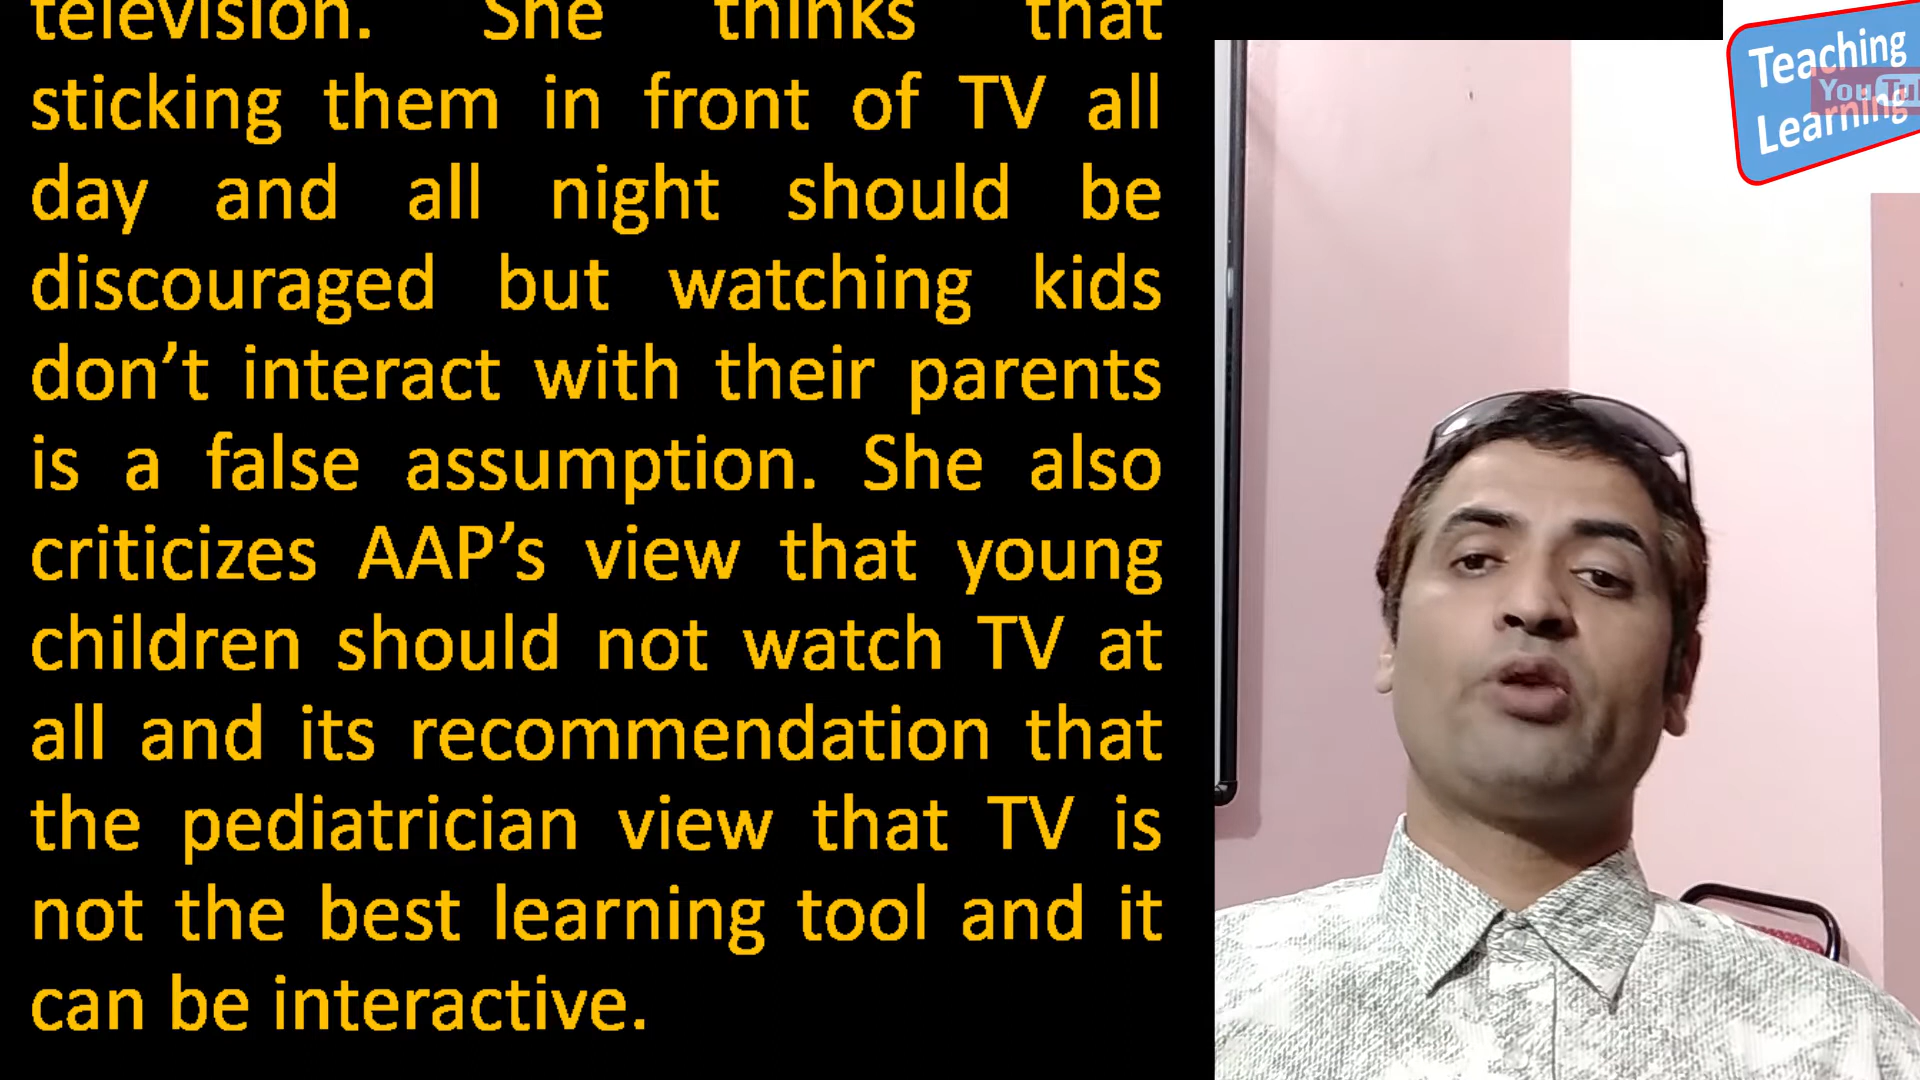 television. She thinks that
sticking them in front of TV all
day and all night should be
discouraged but watching kids
don’t interact with their parents
is a false assumption. She also
criticizes AAP’s view that young
children should not watch TV at
all and its recommendation that
the pediatrician view that TV is
not the best learning tool and it
can be interactive.
Teaching
You Tu
Learning